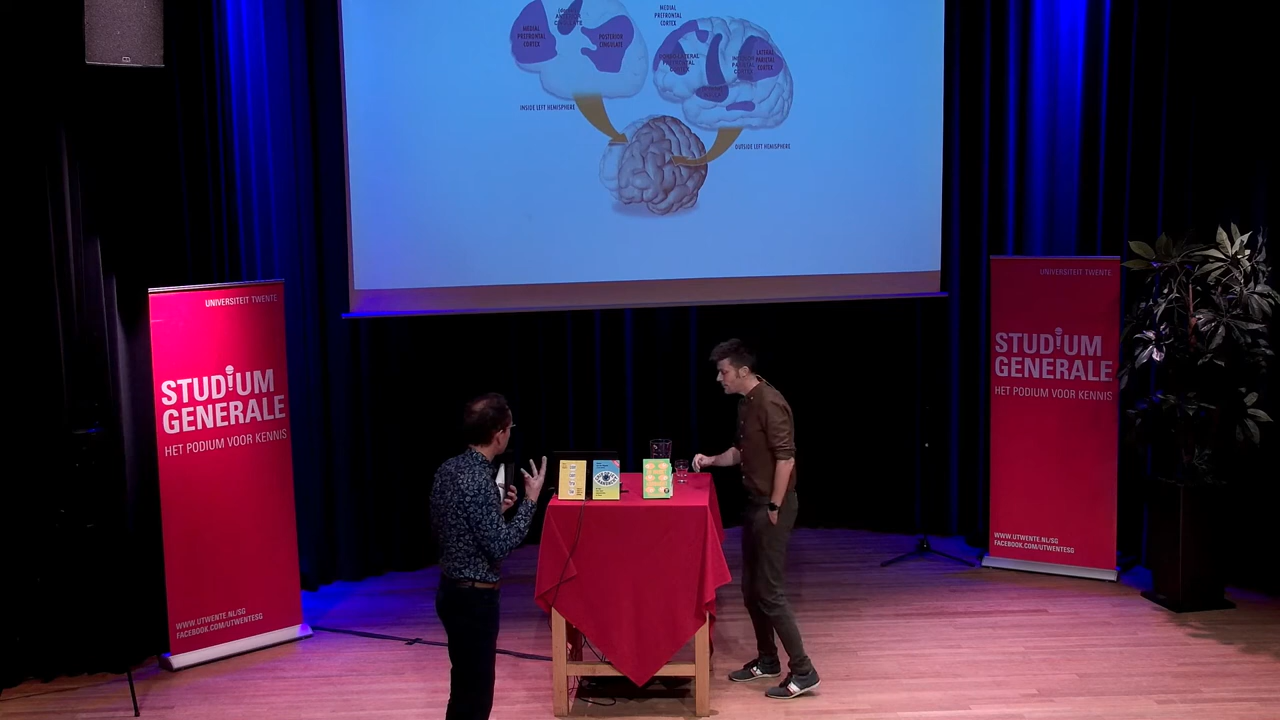 MEDIAL
PREFRONTAL
CORTEX
POSTERIOR
CINGULATE
MEDIAL
PREFRONTAL
CORTEX
LATERAL
PARIETAL
CORTEX
INSIDE LEFT HEMISPHERE
OUTSIDE LEFT HEMISPHERE
UNIVERSITEIT TWENTE
STUDIUM
GENERALE
HET PODIUM VOOR KENNIS
WWW.UTWENTE.NL/SG
FACEBOOK.COM/UTWENTESG
UNIVERSITEIT TWENTE
STUDIUM
GENERALE
HET PODIUM VOOR KENNIS
WWW.UTWENTE.NL/SG
FACEBOOK.COM/UTWENTESG